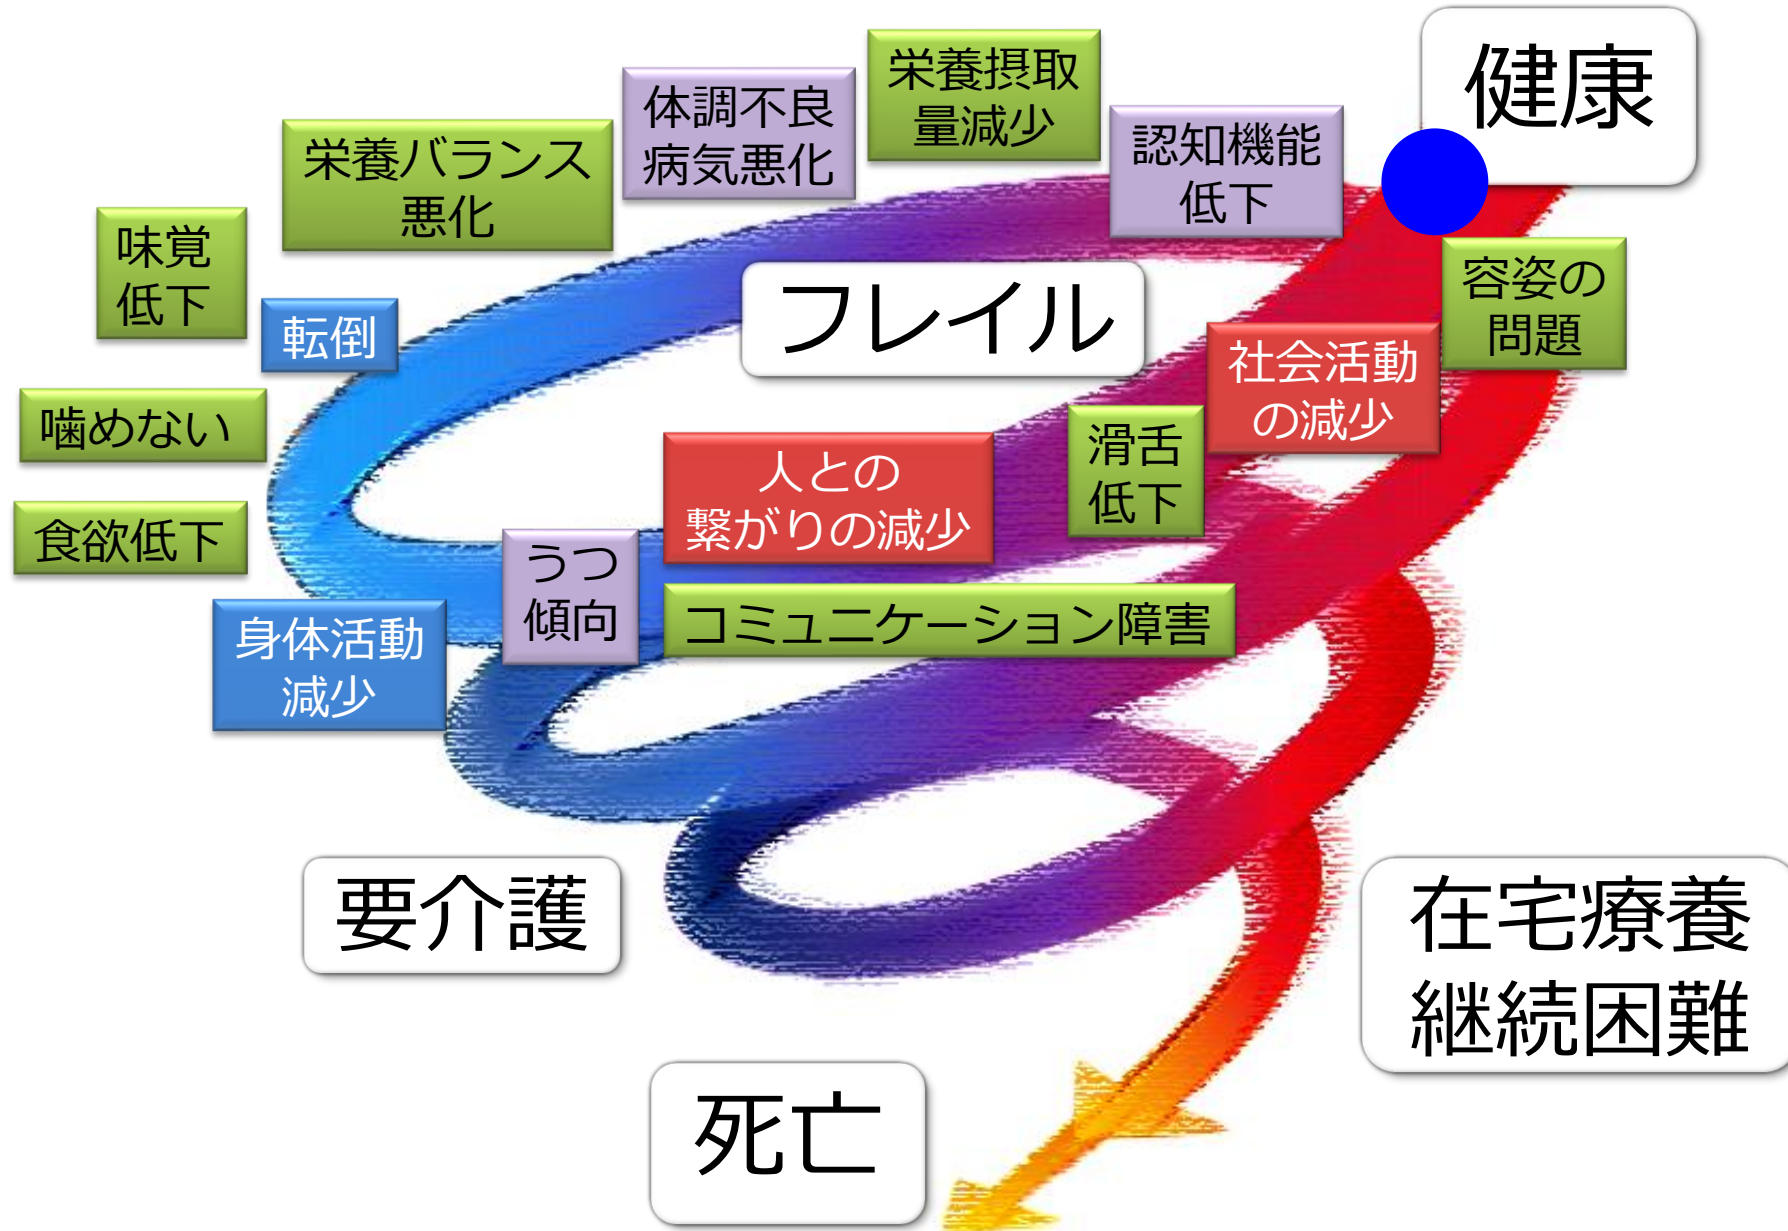 健康
栄養摂取
量減少
体調不良
病気悪化
認知機能
低下
栄養バランス
悪化
味覚
低下
容姿の
問題
フレイル
転倒
社会活動
の減少
噛めない
滑舌
低下
人との
繋がりの減少
食欲低下
うつ
傾向
コミュニケーション障害
身体活動
減少
要介護
在宅療養
継続困難
死亡